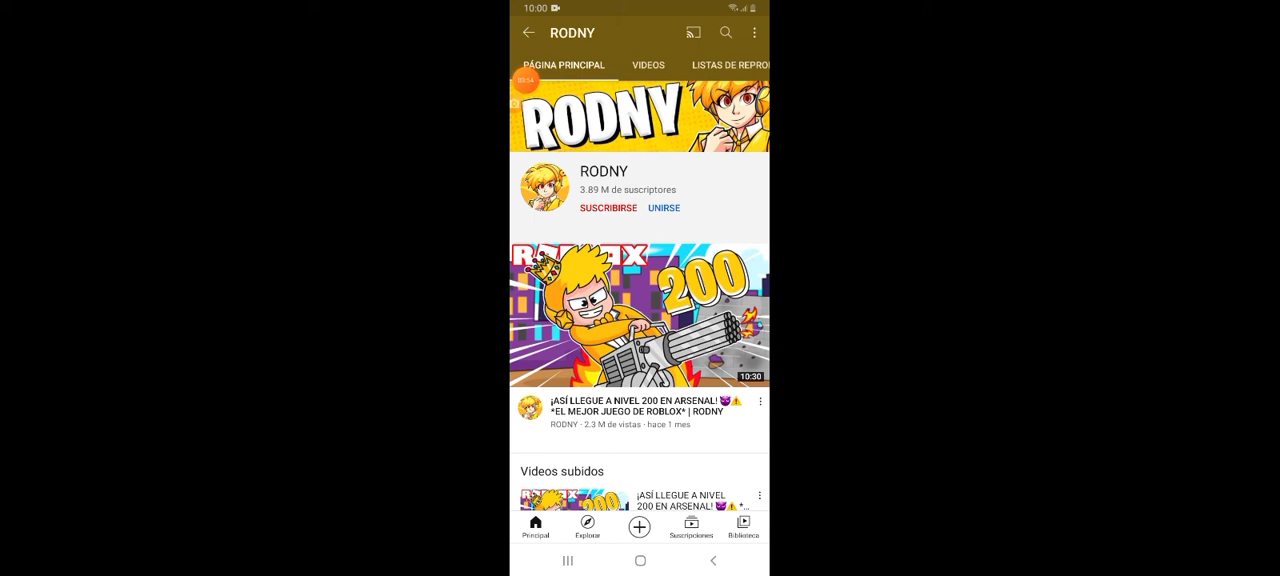 10:00
RODNY
PÁGINA PRINCIPAL VIDEOS LISTAS DE REPRO
03:14
RODNY
RODNY
3.89 M de suscriptores
SUSCRIBIRSE UNIRSE
ROBLOX
200
10:30
¡ASÍ LLEGUE A NIVEL 200 EN ARSENAL! 😈⚠️
*EL MEJOR JUEGO DE ROBLOX* | RODNY
RODNY · 2.3 M de vistas · hace 1 mes
Videos subidos
¡ASÍ LLEGUE A NIVEL
200 EN ARSENAL! 😈⚠️ *...
Principal Explorar Suscripciones Biblioteca